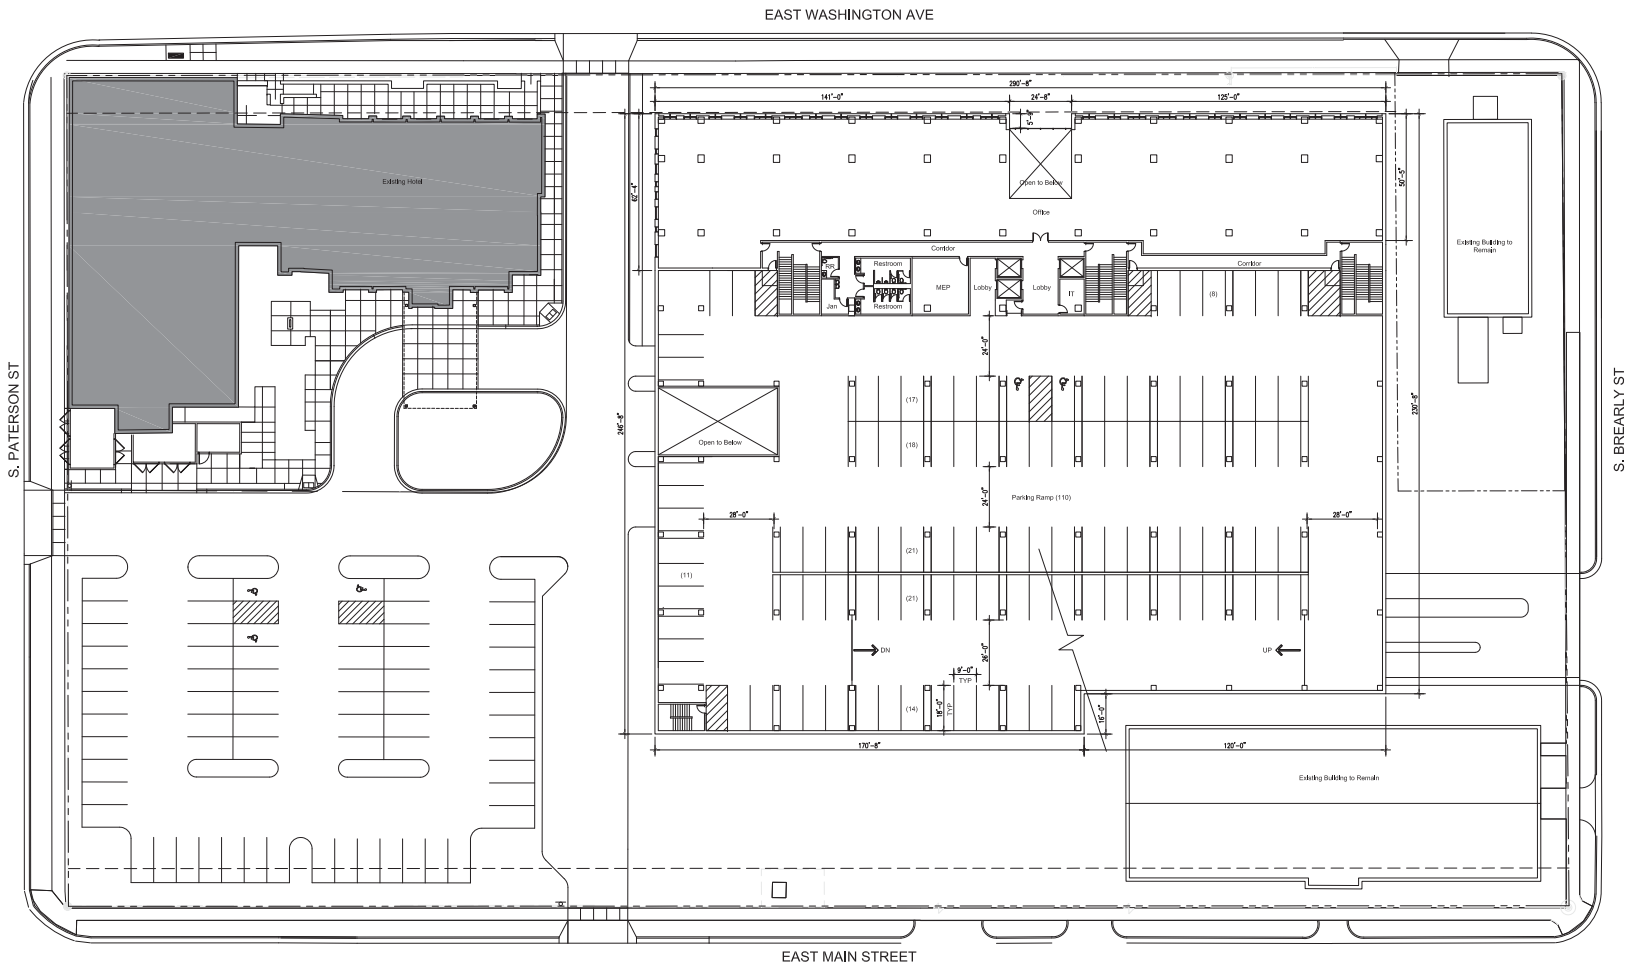 EAST WASHINGTON AVE
290'-8"
141'-0"
24'-8"
125'-0"
Existing Hotel
62'-4"
Open to Below
50'-5"
Office
Corridor
Existing Building to
Remain
RR
Restroom
MEP
Lobby
Lobby
IT
Corridor
Jan
Restroom
(8)
24'-0"
S. PATERSON ST
S. BREARLY ST
(17)
246'-8"
230'-8"
Open to Below
(18)
24'-0"
Parking Ramp (110)
28'-0"
28'-0"
(21)
(11)
(21)
DN
26'-0"
UP
9'-0"
TYP
(14)
18'-0"
TYP
16'-0"
170'-8"
120'-0"
Existing Building to Remain
EAST MAIN STREET